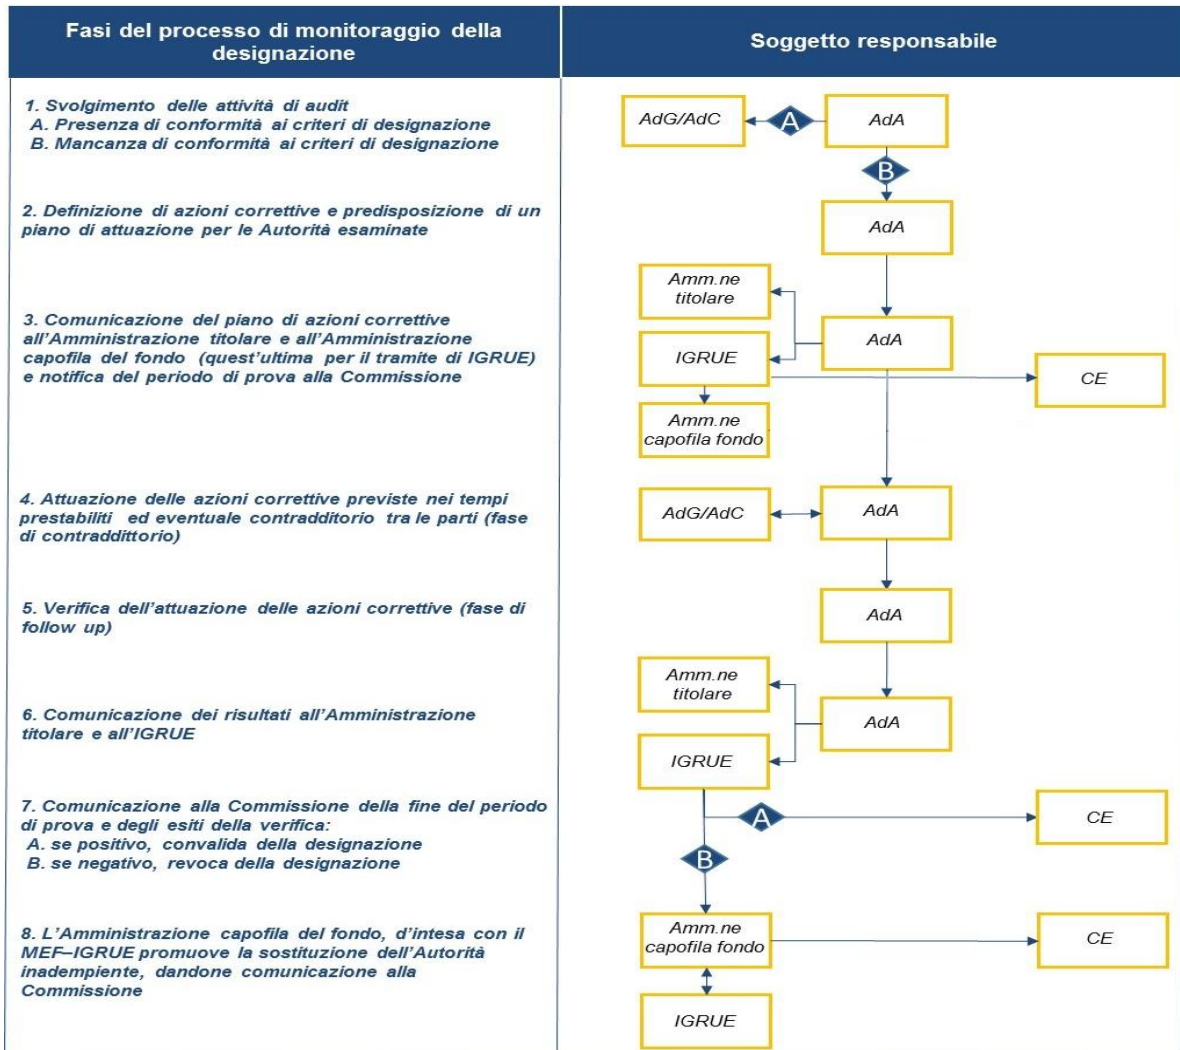 Fasi del processo di monitoraggio della
designazione
Soggetto responsabile
1. Svolgimento delle attività di audit
A. Presenza di conformità ai criteri di designazione
B. Mancanza di conformità ai criteri di designazione
AdG/AdC
A
AdA
B
2. Definizione di azioni correttive e predisposizione di un
piano di attuazione per le Autorità esaminate
AdA
3. Comunicazione del piano di azioni correttive
all'Amministrazione titolare e all'Amministrazione
capofila del fondo (quest'ultima per il tramite di IGRUE)
e notifica del periodo di prova alla Commissione
Amm.ne
titolare
AdA
IGRUE
CE
Amm.ne
capofila fondo
4. Attuazione delle azioni correttive previste nei tempi
prestabiliti ed eventuale contradditorio tra le parti (fase
di contraddittorio)
AdG/AdC
AdA
5. Verifica dell'attuazione delle azioni correttive (fase di
follow up)
AdA
6. Comunicazione dei risultati all'Amministrazione
titolare e all'IGRUE
Amm.ne
titolare
AdA
IGRUE
7. Comunicazione alla Commissione della fine del periodo
di prova e degli esiti della verifica:
A. se positivo, convalida della designazione
B. se negativo, revoca della designazione
A
CE
B
8. L'Amministrazione capofila del fondo, d'intesa con il
MEF–IGRUE promuove la sostituzione dell'Autorità
inadempiente, dandone comunicazione alla
Commissione
Amm.ne
capofila fondo
CE
IGRUE